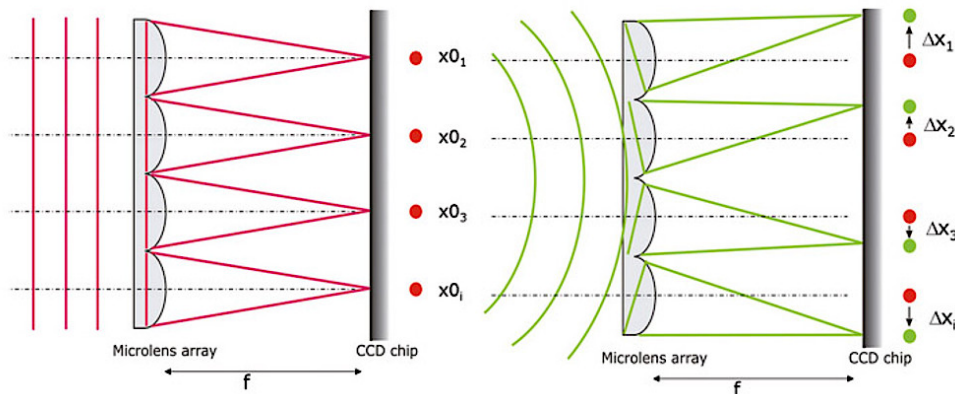 x0₁
x0₂
x0₃
x0ᵢ
Microlens array
CCD chip
f
Δx₁
Δx₂
Δx₃
Δxᵢ
Microlens array
CCD chip
f